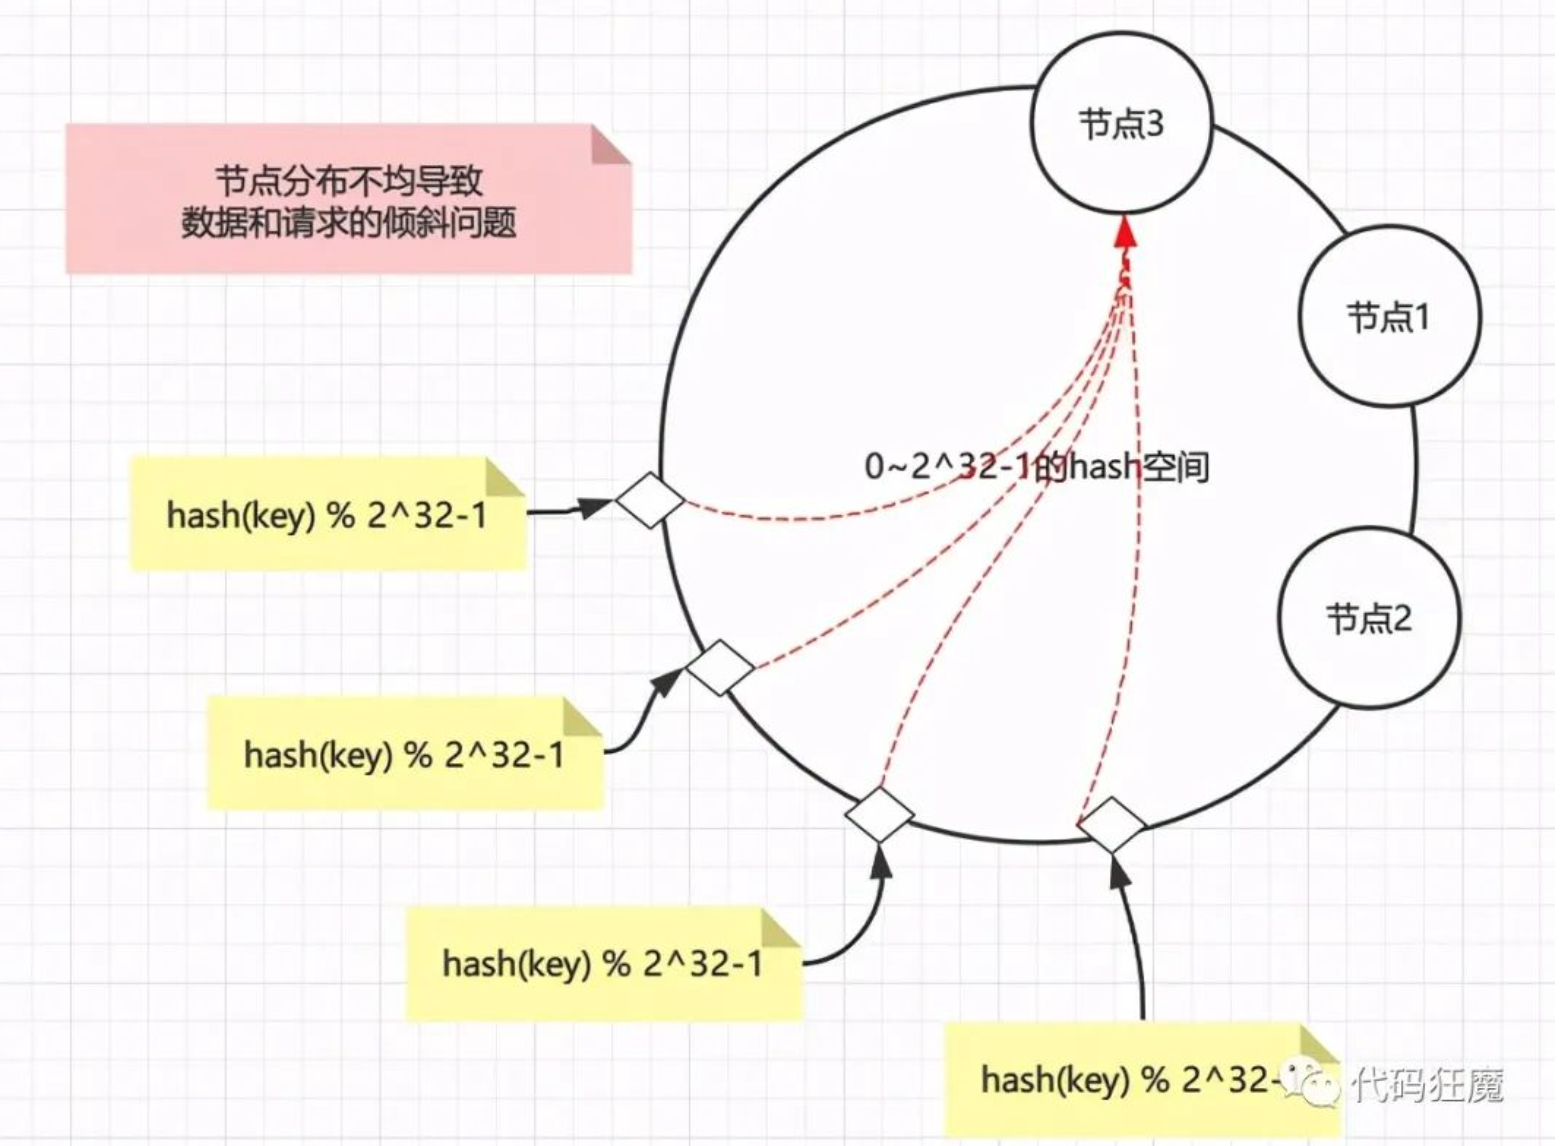 节点3
节点分布不均导致
数据和请求的倾斜问题
节点1
0~2^32-1的hash空间
hash(key) % 2^32-1
节点2
hash(key) % 2^32-1
hash(key) % 2^32-1
hash(key) % 2^32-
代码狂魔